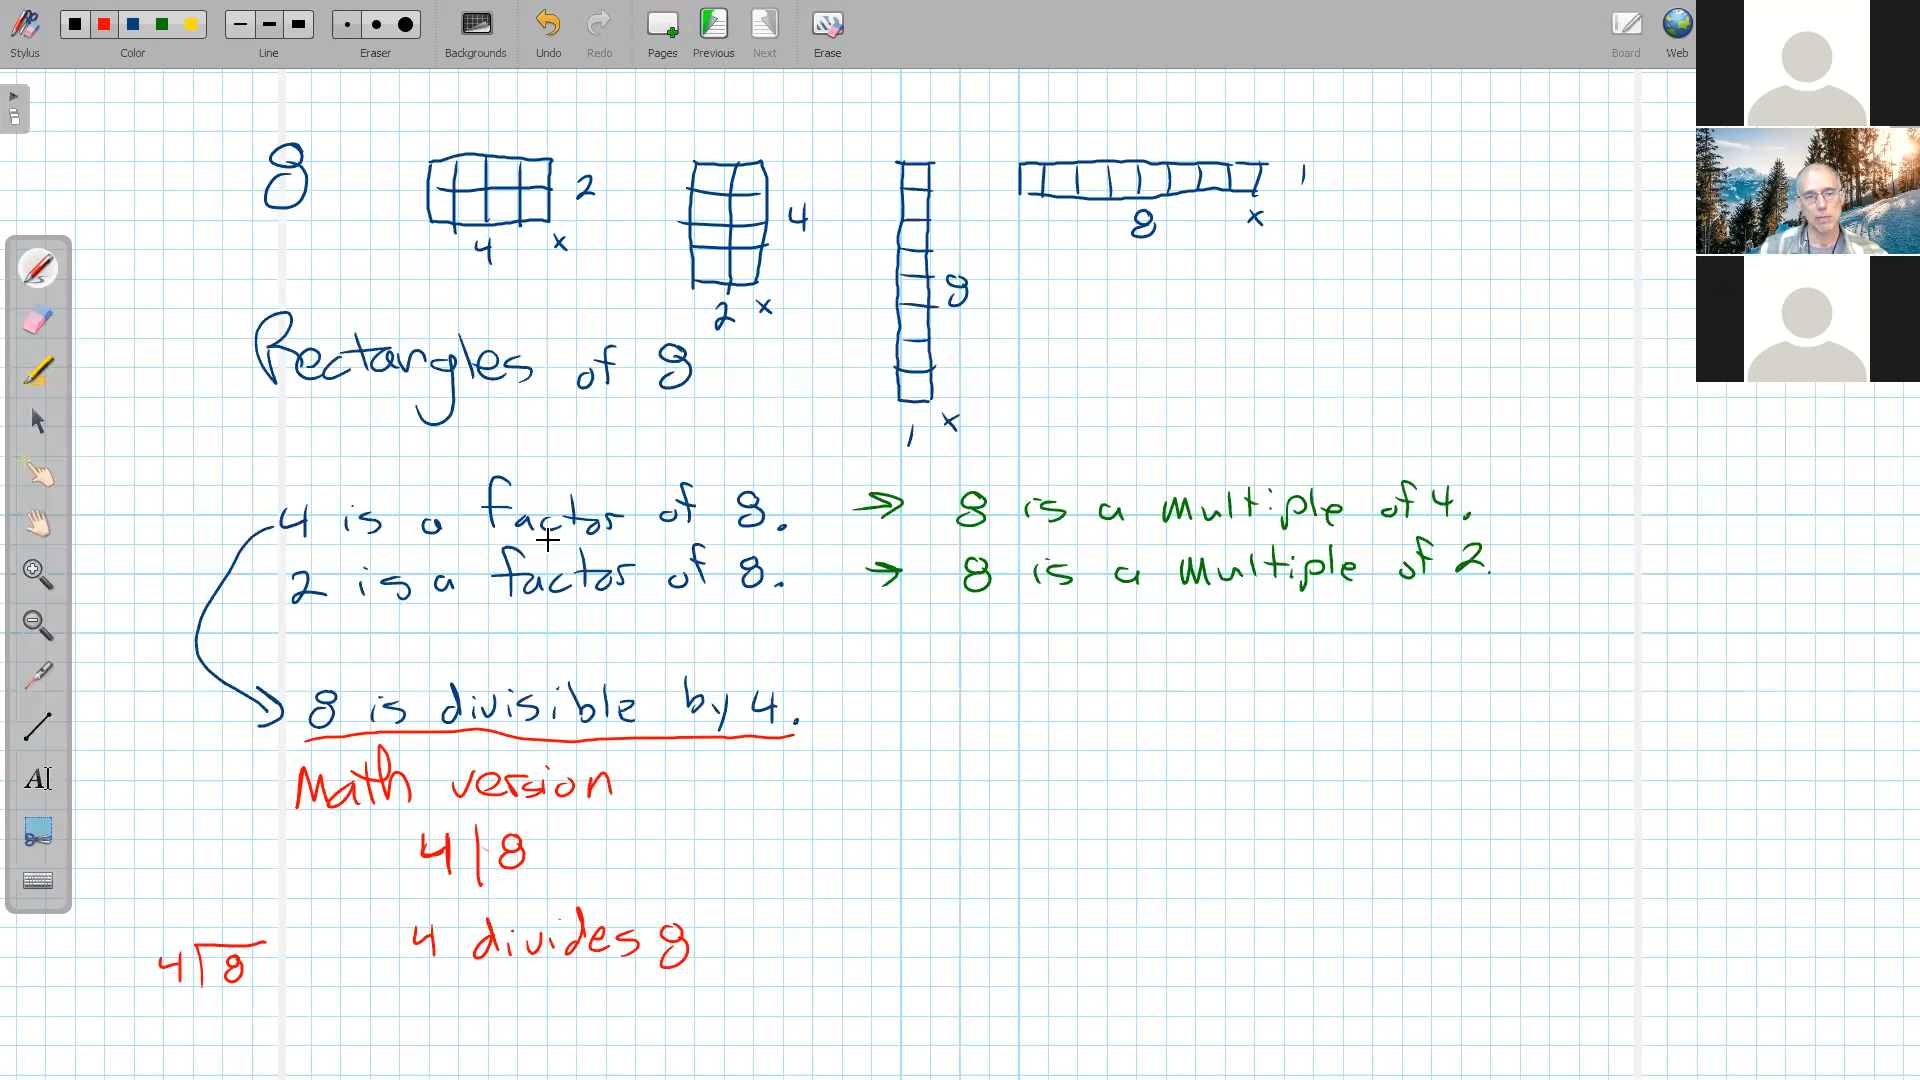 Stylus Color Line Eraser Backgrounds Undo Redo Pages Previous Next Erase Board Web
8
2
4 x
4
2 x
8
1 x
1
8 x
Rectangles of 8
4 is a factor of 8. → 8 is a multiple of 4.
2 is a factor of 8. → 8 is a multiple of 2.
8 is divisible by 4.
Math version
4|8
4 divides 8
4 8